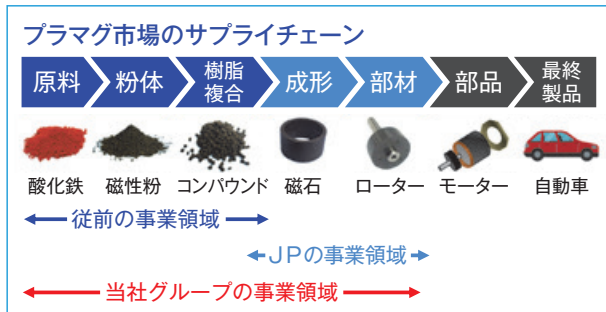 プラマグ市場のサプライチェーン
原料 粉体 樹脂複合 成形 部材 部品 最終製品
酸化鉄 磁性粉 コンパウンド 磁石 ローター モーター 自動車
従前の事業領域
JPの事業領域
当社グループの事業領域